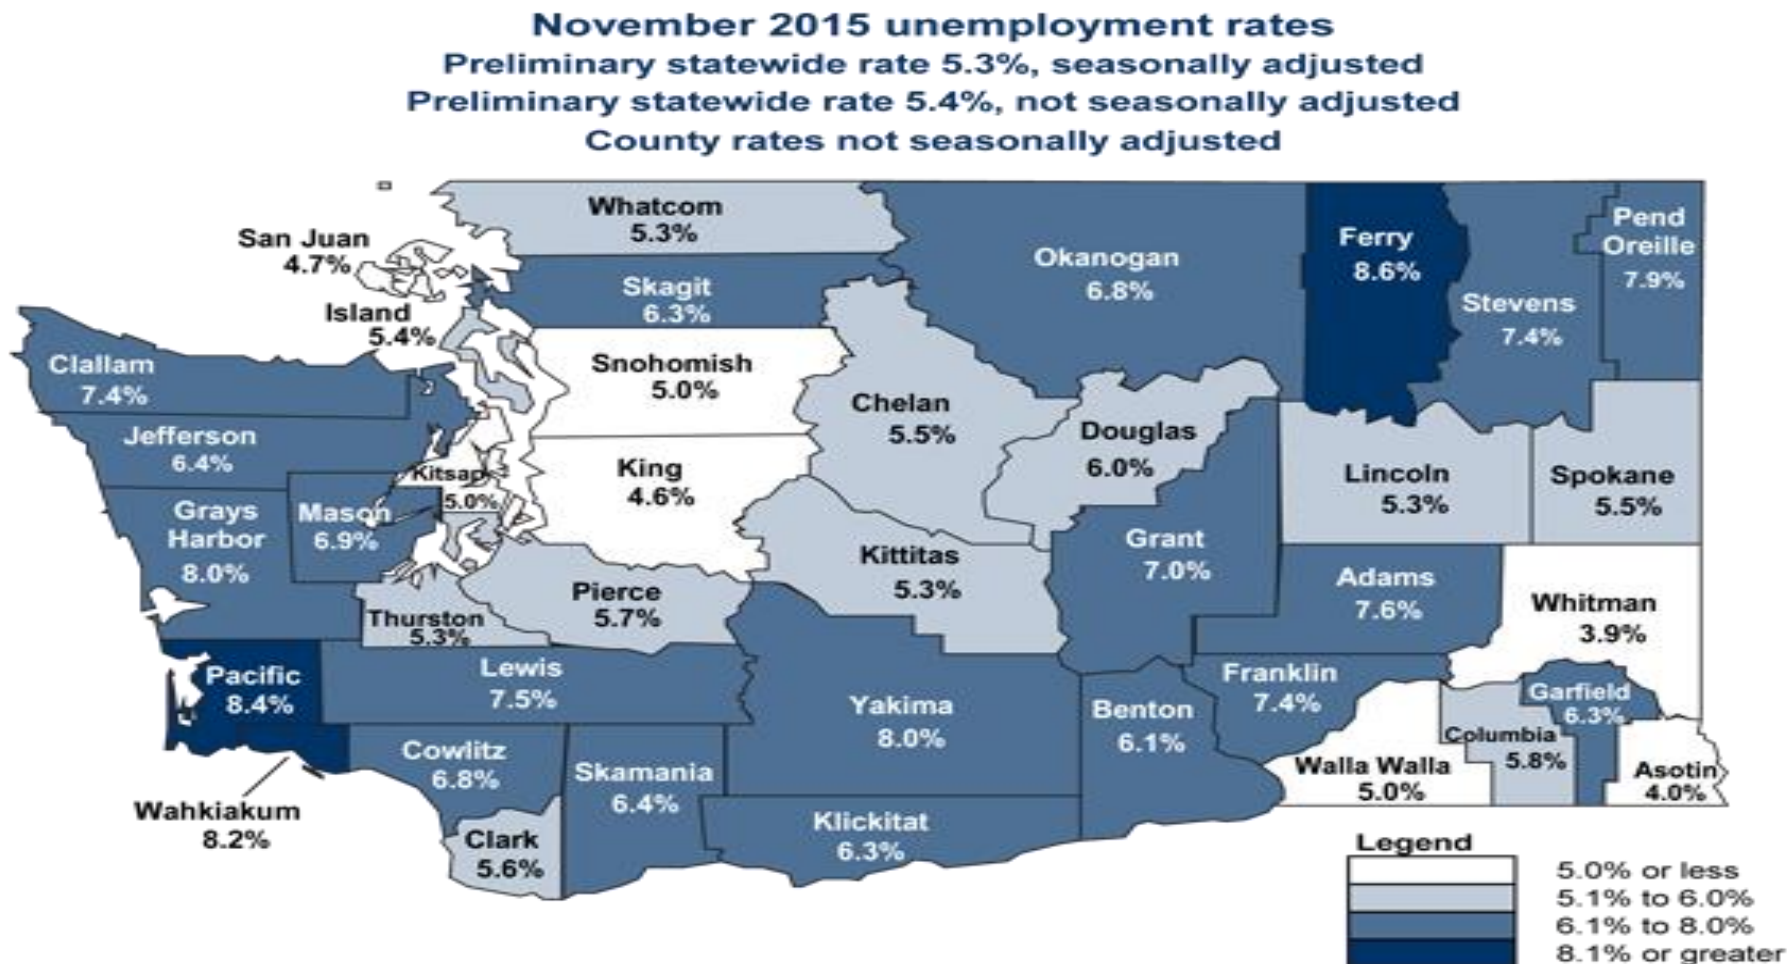 November 2015 unemployment rates
Preliminary statewide rate 5.3%, seasonally adjusted
Preliminary statewide rate 5.4%, not seasonally adjusted
County rates not seasonally adjusted
Whatcom
5.3%
San Juan
4.7%
Skagit
6.3%
Island
5.4%
Okanogan
6.8%
Ferry
8.6%
Stevens
7.4%
Pend
Oreille
7.9%
Clallam
7.4%
Snohomish
5.0%
Chelan
5.5%
Douglas
6.0%
Jefferson
6.4%
Kitsap
5.0%
King
4.6%
Lincoln
5.3%
Spokane
5.5%
Grays
Harbor
8.0%
Mason
6.9%
Kittitas
5.3%
Grant
7.0%
Adams
7.6%
Whitman
3.9%
Thurston
5.3%
Pierce
5.7%
Pacific
8.4%
Lewis
7.5%
Yakima
8.0%
Benton
6.1%
Franklin
7.4%
Garfield
6.3%
Columbia
5.8%
Walla Walla
5.0%
Asotin
4.0%
Wahkiakum
8.2%
Cowlitz
6.8%
Skamania
6.4%
Clark
5.6%
Klickitat
6.3%
Legend
5.0% or less
5.1% to 6.0%
6.1% to 8.0%
8.1% or greater